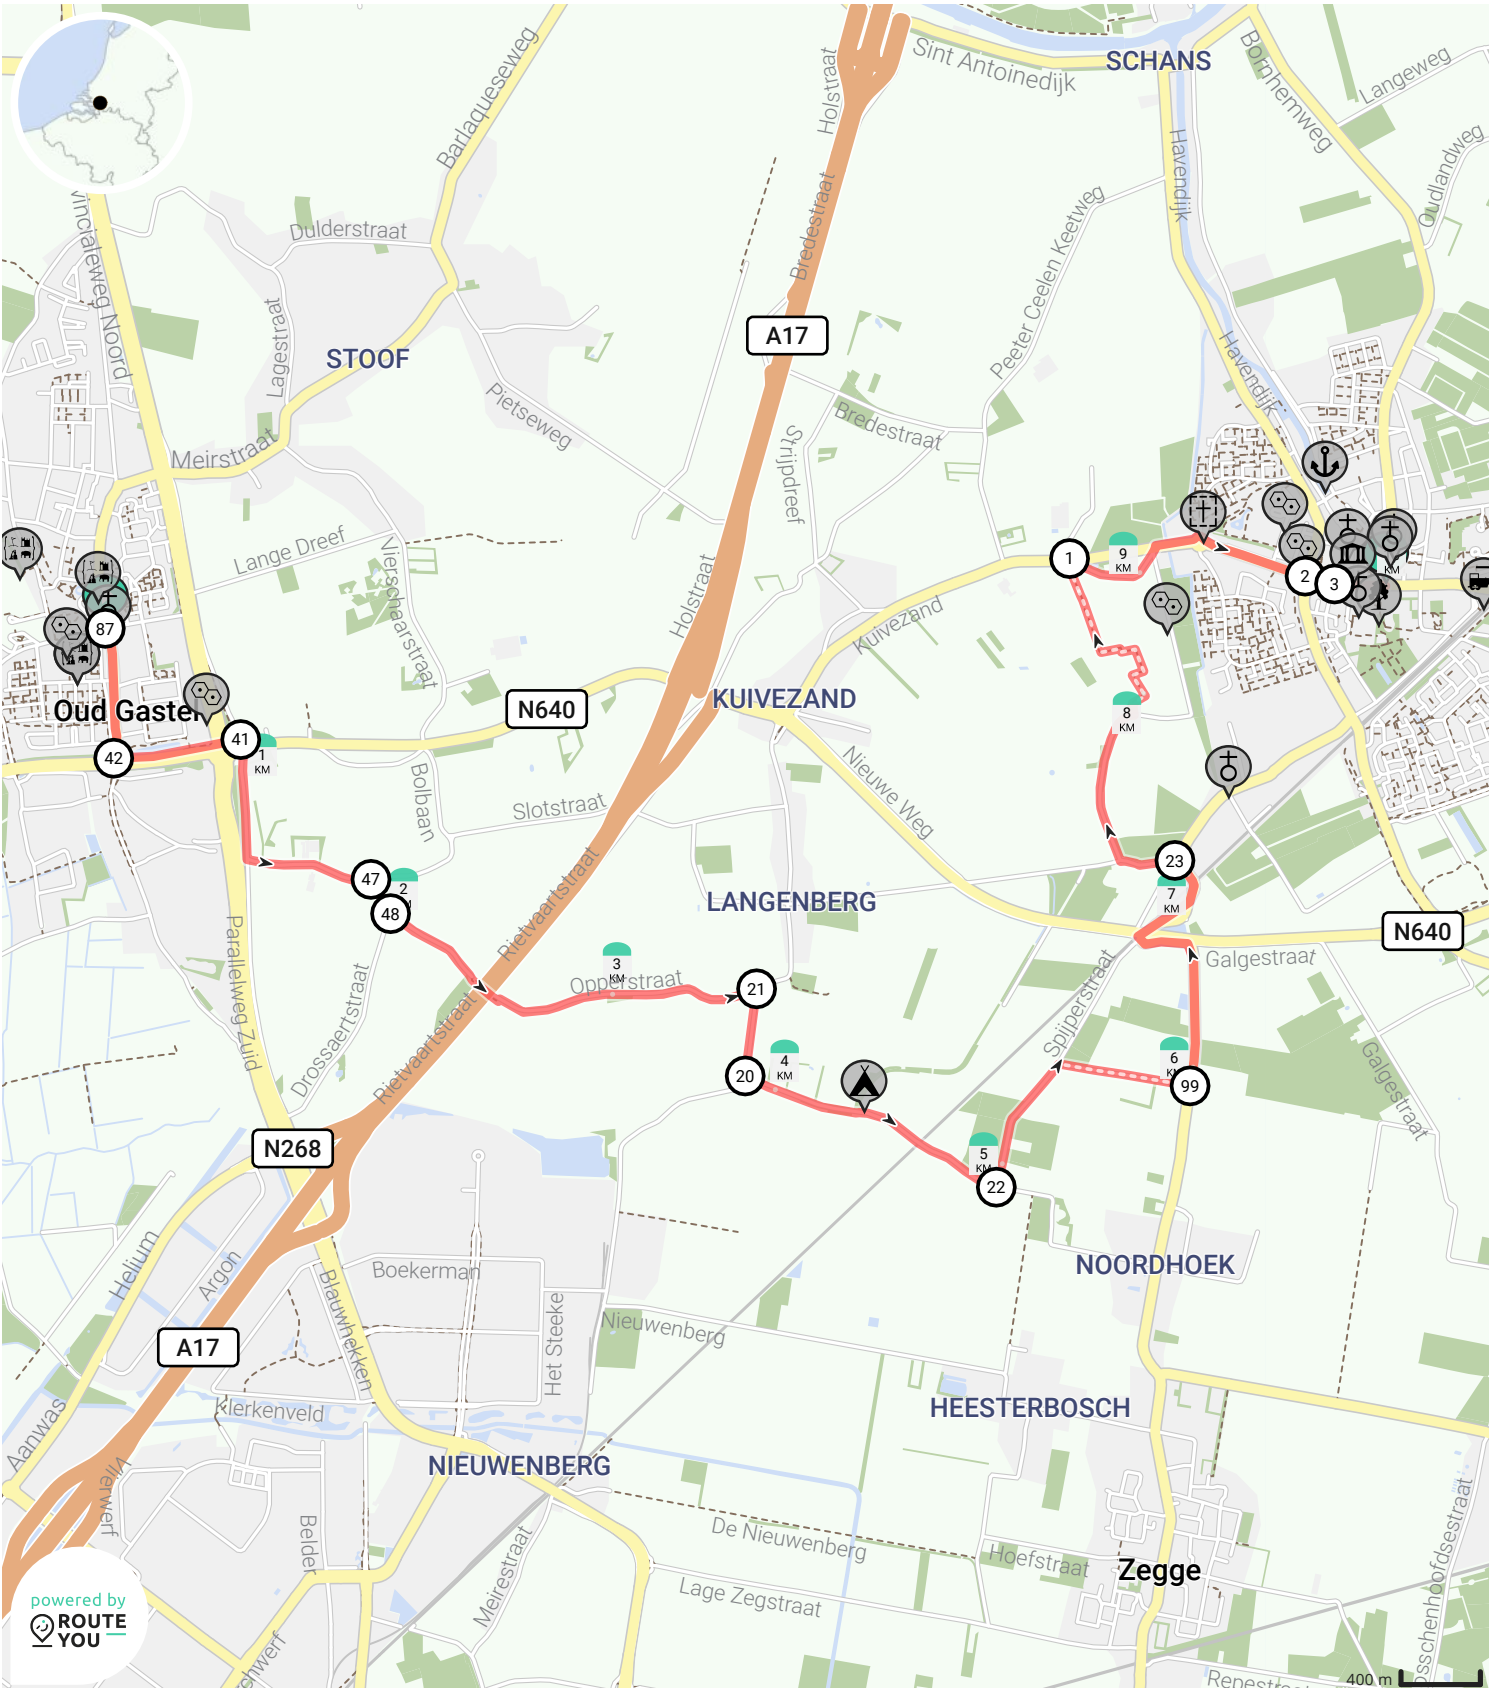 SCHANS
Sint Antoinedijk
Bornhemweg
Langeweg
Oudlandweg
Havendijk
Havendijk
Holstraat
Bredestraat
Barlaqueseweg
Dulderstraat
Lagestraat
STOOF
Pietseweg
Meirstraat
Lange Dreef
Vierschaarstraat
A17
Peeter Ceelen Keetweg
Bredestraat
Strijpdreef
Holstraat
Kuivezand
KUIVEZAND
N640
1
9
KM
2
3
KM
87
Oud Gastel
42
41
1
KM
8
KM
Bolbaan
Slotstraat
Nieuwe Weg
47
2
48
23
7
KM
LANGENBERG
N640
Galgestraat
Galgestraat
Rietvaartstraat
Rietvaartstraat
Parallelweg Zuid
Drossaertstraat
3
KM
Opperstraat
21
Spijperstraat
20
4
KM
6
99
5
KM
22
N268
Helium
Argon
Boekerman
Blauwhekken
Het Steeke
Nieuwenberg
NOORDHOEK
A17
Klerkenveld
Aanwas
HEESTERBOSCH
NIEUWENBERG
Belder
De Nieuwenberg
Hoefstraat
Zegge
Meirestraat
Lage Zegstraat
powered by
ROUTE
YOU
400 m